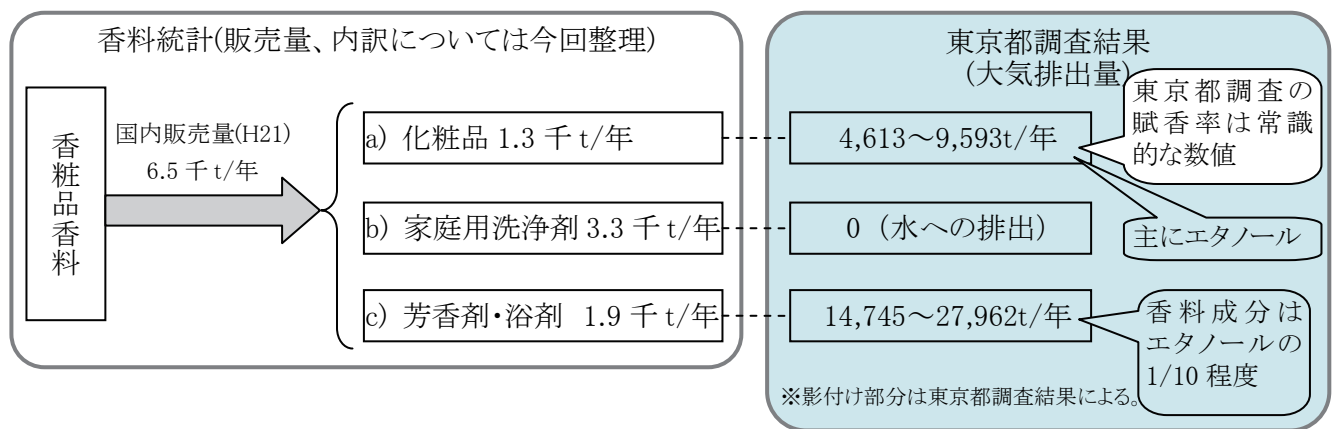 香料統計(販売量、内訳については今回整理)
香粧品香料
国内販売量(H21)
6.5 千 t/年
a) 化粧品 1.3 千 t/年
b) 家庭用洗浄剤 3.3 千 t/年
c) 芳香剤・浴剤 1.9 千 t/年
東京都調査結果
(大気排出量)
4,613~9,593t/年
東京都調査の
賦香率は常識
的な数値
0 (水への排出)
主にエタノール
14,745~27,962t/年
香料成分は
エタノールの
1/10 程度
※影付け部分は東京都調査結果による。